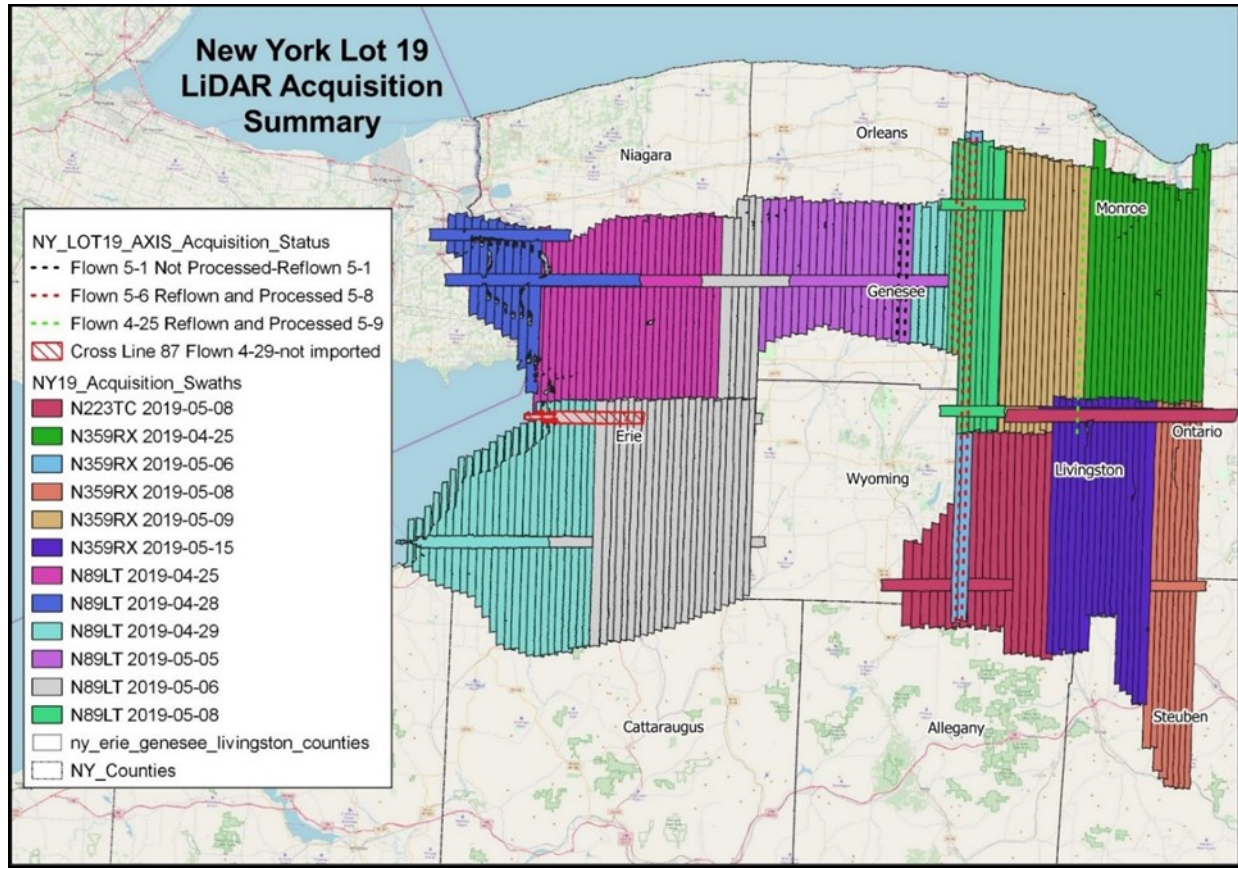 New York Lot 19
LiDAR Acquisition
Summary
Orleans
Niagara
Monroe
Genesee
Erie
Ontario
Livingston
Wyoming
Cattaraugus
Allegany
Steuben
NY_LOT19_AXIS_Acquisition_Status
Flown 5-1 Not Processed-Reflown 5-1
Flown 5-6 Reflown and Processed 5-8
Flown 4-25 Reflown and Processed 5-9
Cross Line 87 Flown 4-29-not imported
NY19_Acquisition_Swaths
N223TC 2019-05-08
N359RX 2019-04-25
N359RX 2019-05-06
N359RX 2019-05-08
N359RX 2019-05-09
N359RX 2019-05-15
N89LT 2019-04-25
N89LT 2019-04-28
N89LT 2019-04-29
N89LT 2019-05-05
N89LT 2019-05-06
N89LT 2019-05-08
ny_erie_genesee_livingston_counties
NY_Counties